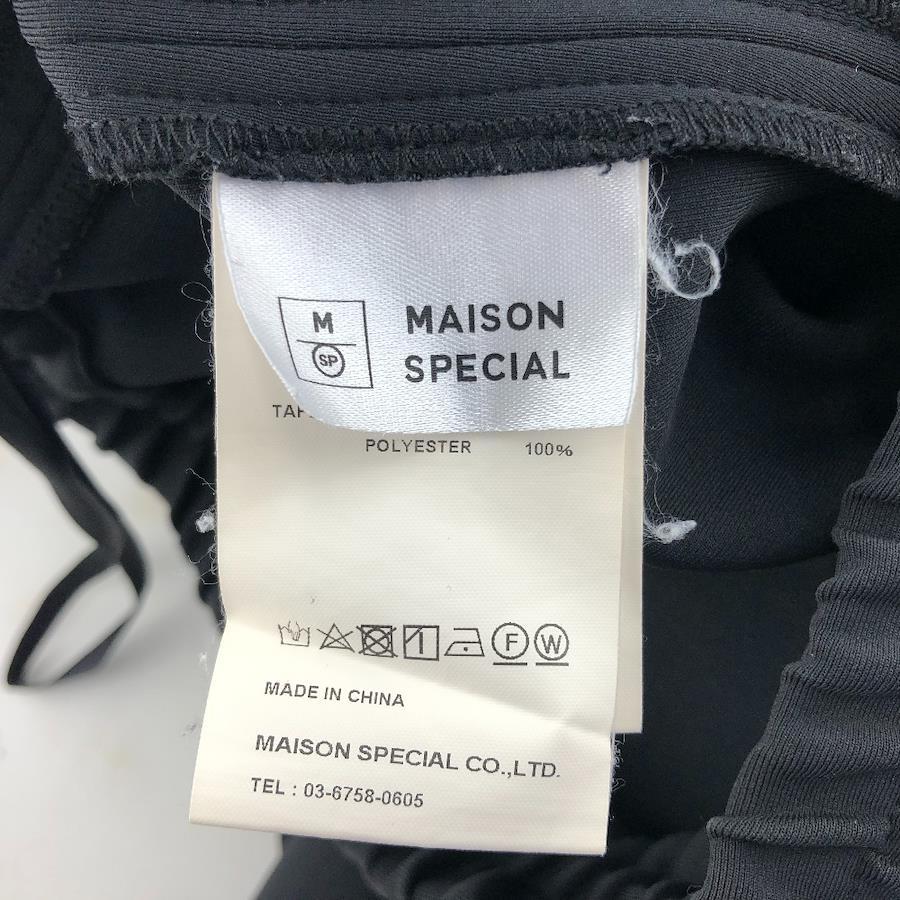 M
SP
MAISON
SPECIAL
POLYESTER 100%
F W
MADE IN CHINA
MAISON SPECIAL CO.,LTD.
TEL : 03-6758-0605